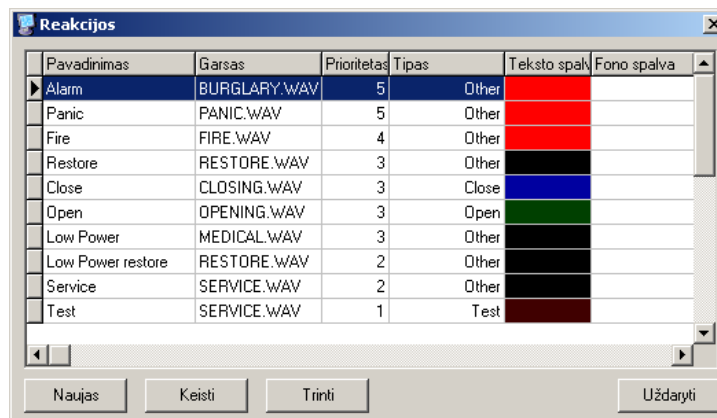 Reakcijos
Pavadinimas Garsas Prioritetas Tipas Teksto spalv Fono spalva
Alarm BURGLARY.WAV 5 Other
Panic PANIC.WAV 5 Other
Fire FIRE.WAV 4 Other
Restore RESTORE.WAV 3 Other
Close CLOSING.WAV 3 Close
Open OPENING.WAV 3 Open
Low Power MEDICAL.WAV 3 Other
Low Power restore RESTORE.WAV 2 Other
Service SERVICE.WAV 2 Other
Test SERVICE.WAV 1 Test
Naujas Keisti Trinti Uždaryti